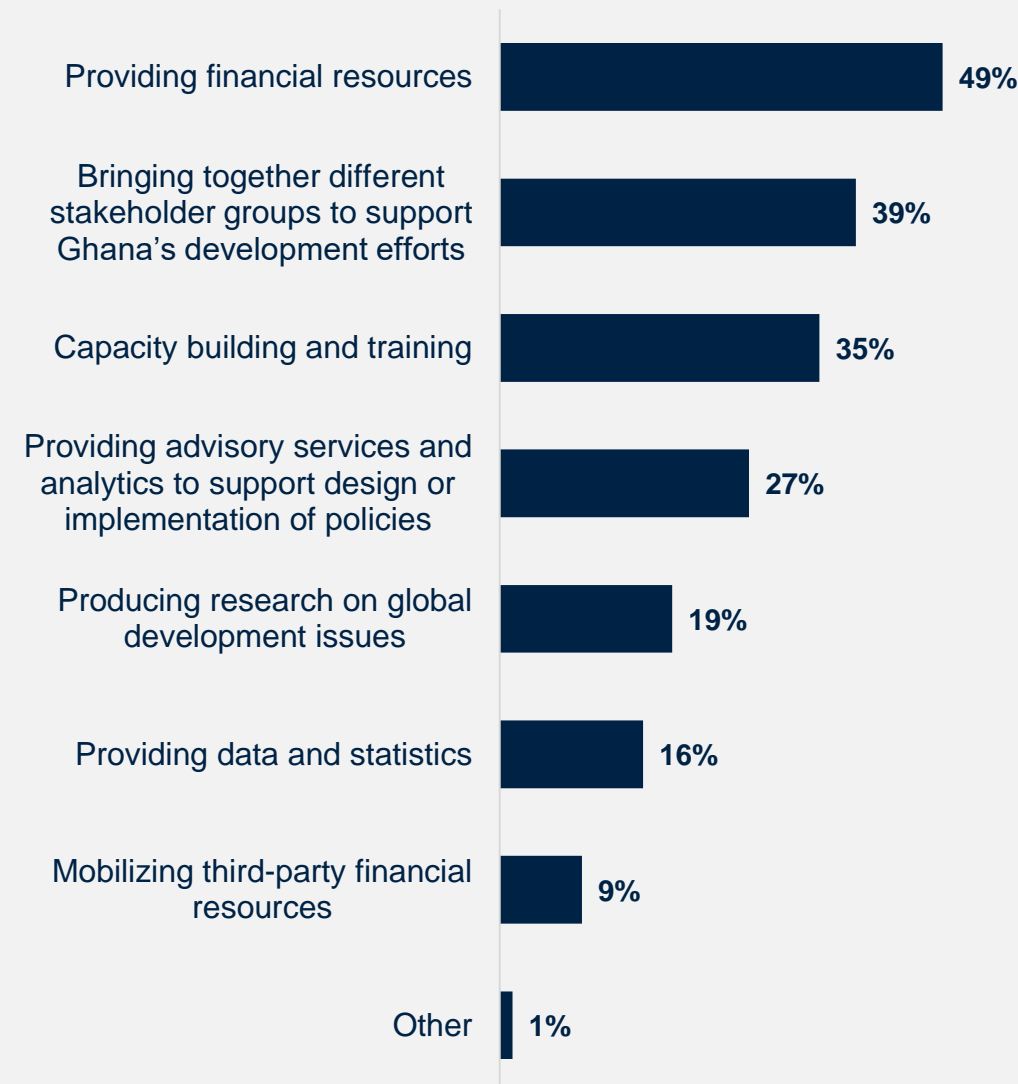 Providing financial resources
49%
Bringing together different
stakeholder groups to support
Ghana’s development efforts
39%
Capacity building and training
35%
Providing advisory services and
analytics to support design or
implementation of policies
27%
Producing research on global
development issues
19%
Providing data and statistics
16%
Mobilizing third-party financial
resources
9%
Other
1%